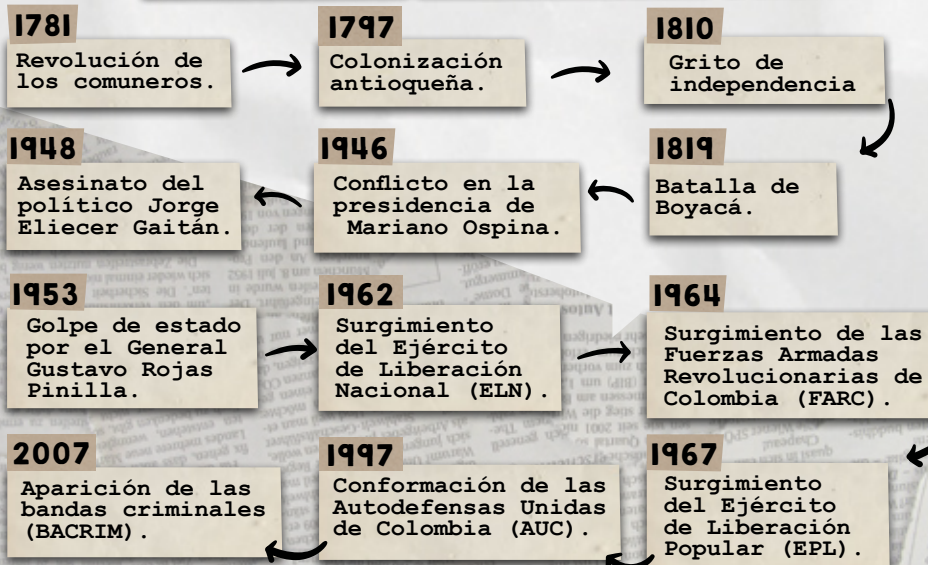 1781
Revolución de
los comuneros.
1797
Colonización
antioqueña.
1810
Grito de
independencia
1819
Batalla de
Boyacá.
1946
Conflicto en la
presidencia de
Mariano Ospina.
1948
Asesinato del
político Jorge
Eliecer Gaitán.
1953
Golpe de estado
por el General
Gustavo Rojas
Pinilla.
1962
Surgimiento
del Ejército
de Liberación
Nacional (ELN).
1964
Surgimiento de las
Fuerzas Armadas
Revolucionarias de
Colombia (FARC).
1967
Surgimiento
del Ejército
de Liberación
Popular (EPL).
1997
Conformación de las
Autodefensas Unidas
de Colombia (AUC).
2007
Aparición de las
bandas criminales
(BACRIM).